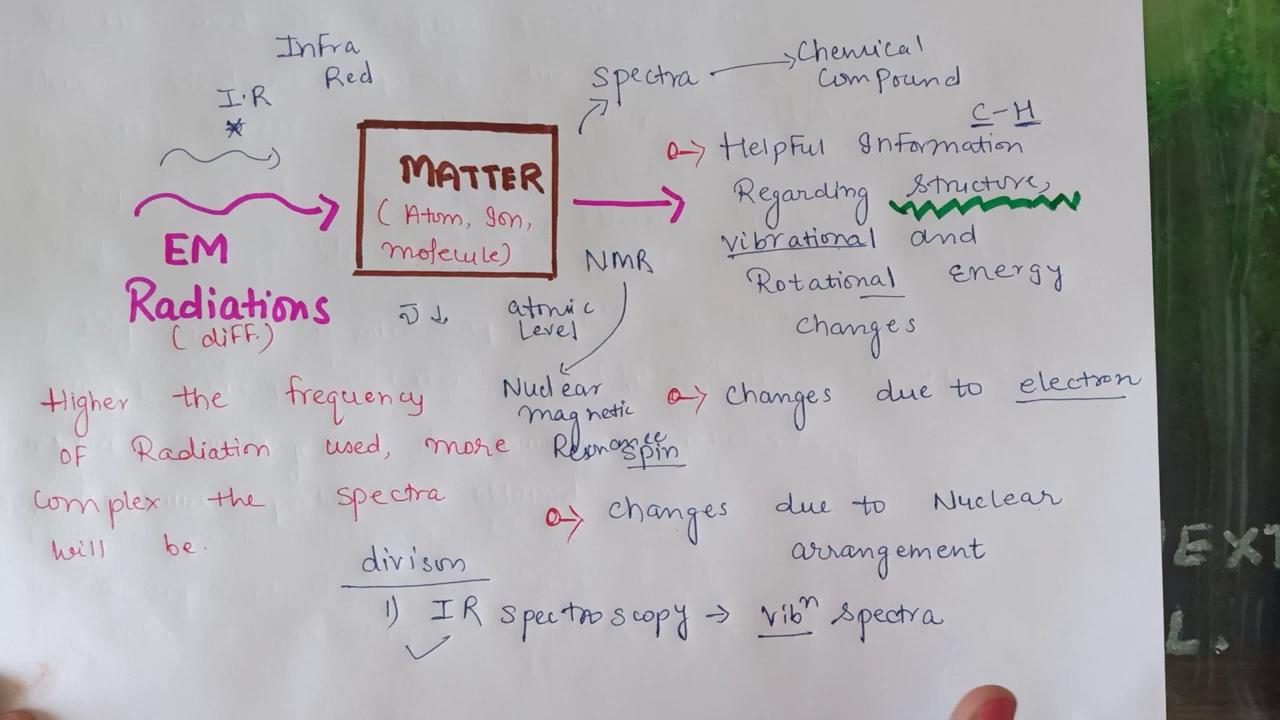 InFra
Red
I.R
Spectra → Chemical
Compound
C-H
MATTER
(Atom, Ion,
molecule)
EM
Radiations
(diff.)
→ Helpful Information
Regarding structure,
vibrational and
Rotational Energy
changes
NMR
ν̅ ↓
atomic
Level
Nuclear
magnetic
Resonance
→ changes due to electron
spin
Higher the frequency
of Radiation used, more
complex the spectra
will be.
→ changes due to Nuclear
arrangement
divison
1) IR spectroscopy → vibⁿ spectra
EXT
L.